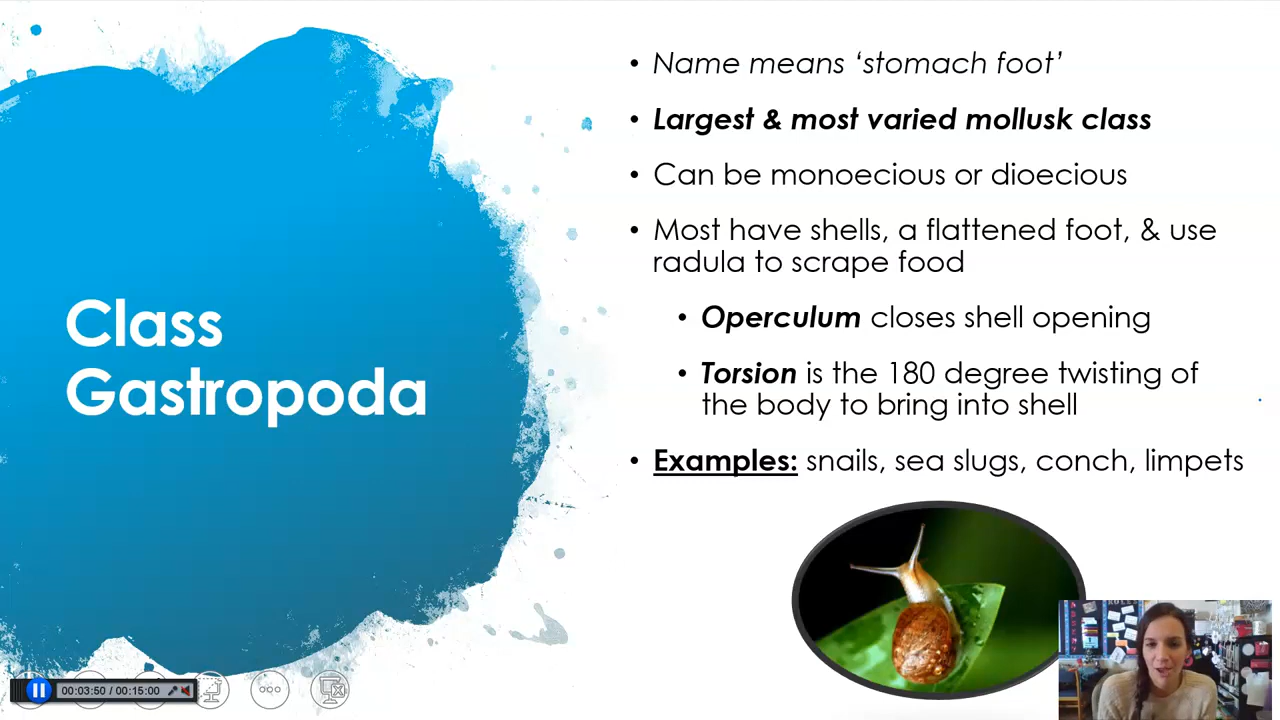 Class
Gastropoda
• Name means ‘stomach foot’
• Largest & most varied mollusk class
• Can be monoecious or dioecious
• Most have shells, a flattened foot, & use
radula to scrape food
• Operculum closes shell opening
• Torsion is the 180 degree twisting of
the body to bring into shell
• Examples: snails, sea slugs, conch, limpets
00:03:50 / 00:15:00